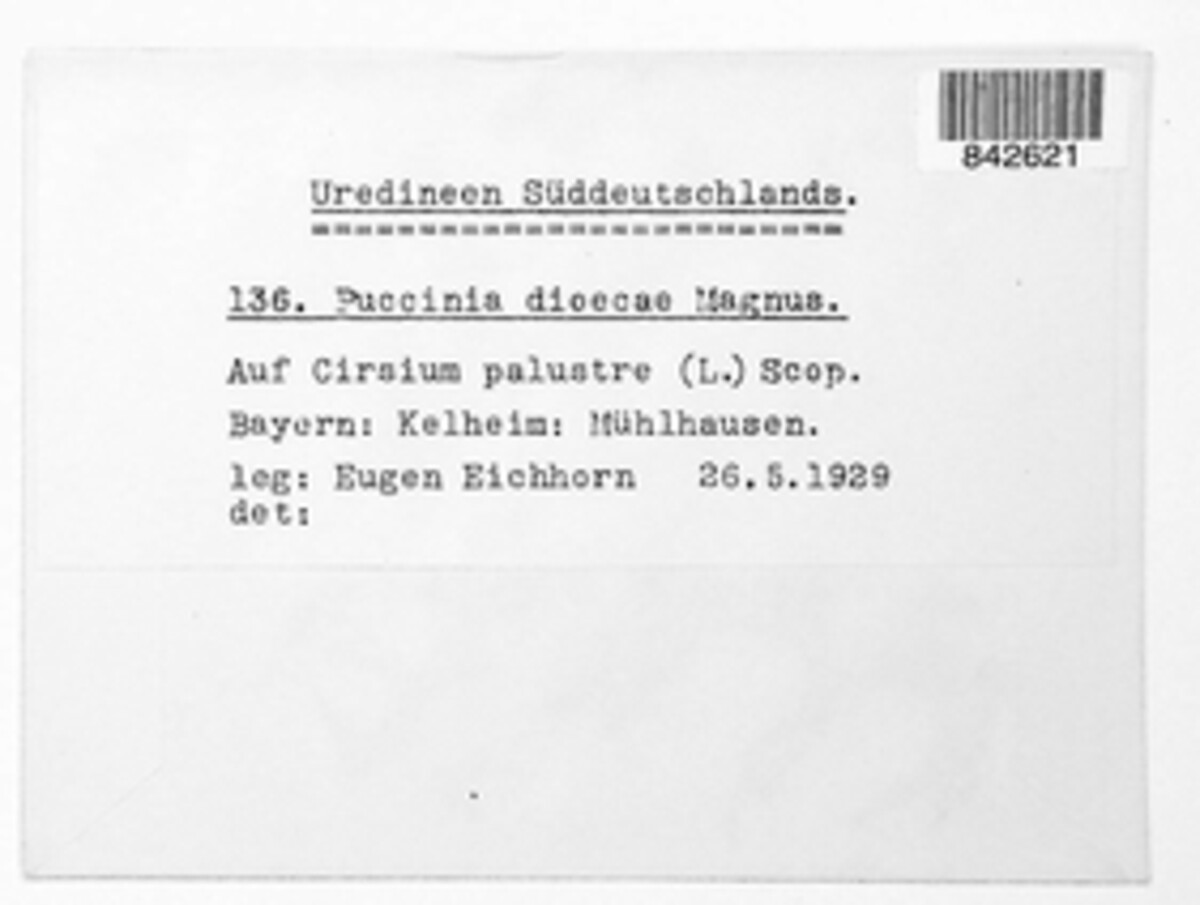 842621
Uredineen Süddeutschlands.
=========================
136. Puccinia dioecae Magnus.
Auf Cirsium palustre (L.) Scop.
Bayern: Kelheim: Mühlhausen.
leg: Eugen Eichhorn 26.5.1929
det: